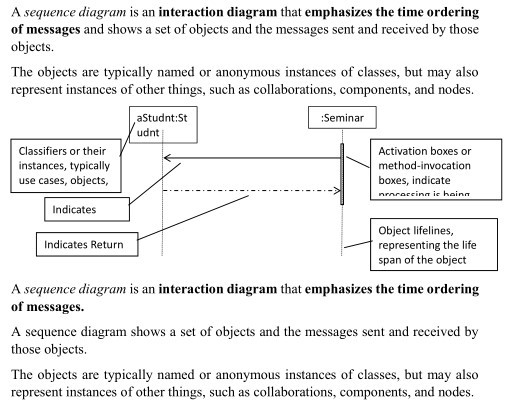 A sequence diagram is an interaction diagram that emphasizes the time ordering
of messages and shows a set of objects and the messages sent and received by those
objects.
The objects are typically named or anonymous instances of classes, but may also
represent instances of other things, such as collaborations, components, and nodes.
aStudnt:St
udnt
:Seminar
Classifiers or their
instances, typically
use cases, objects,
Activation boxes or
method-invocation
boxes, indicate
processing is being
Indicates
Indicates Return
Object lifelines,
representing the life
span of the object
A sequence diagram is an interaction diagram that emphasizes the time ordering
of messages.
A sequence diagram shows a set of objects and the messages sent and received by
those objects.
The objects are typically named or anonymous instances of classes, but may also
represent instances of other things, such as collaborations, components, and nodes.